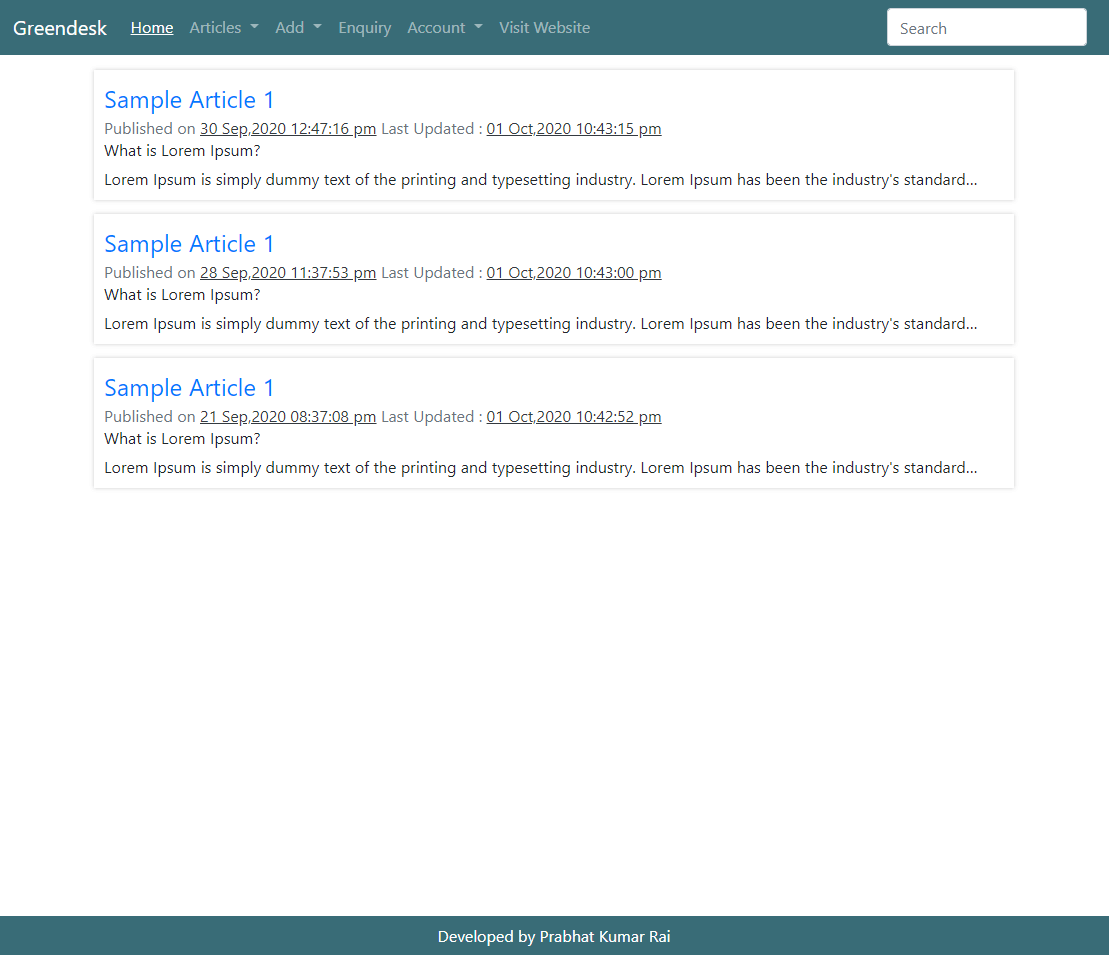 Greendesk Home Articles Add Enquiry Account Visit Website Search
Sample Article 1
Published on 30 Sep,2020 12:47:16 pm Last Updated : 01 Oct,2020 10:43:15 pm
What is Lorem Ipsum?
Lorem Ipsum is simply dummy text of the printing and typesetting industry. Lorem Ipsum has been the industry's standard...
Sample Article 1
Published on 28 Sep,2020 11:37:53 pm Last Updated : 01 Oct,2020 10:43:00 pm
What is Lorem Ipsum?
Lorem Ipsum is simply dummy text of the printing and typesetting industry. Lorem Ipsum has been the industry's standard...
Sample Article 1
Published on 21 Sep,2020 08:37:08 pm Last Updated : 01 Oct,2020 10:42:52 pm
What is Lorem Ipsum?
Lorem Ipsum is simply dummy text of the printing and typesetting industry. Lorem Ipsum has been the industry's standard...
Developed by Prabhat Kumar Rai